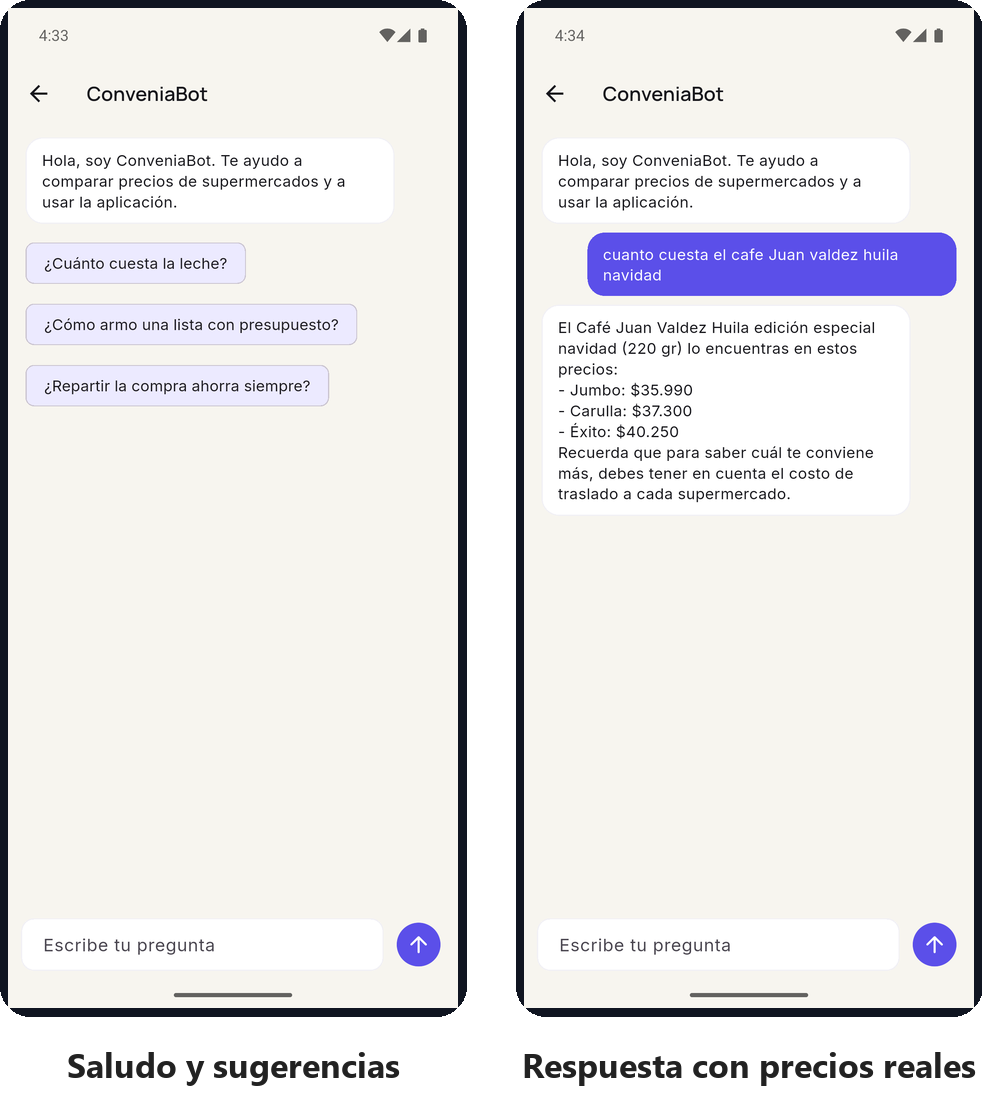 4:33
ConveniaBot
Hola, soy ConveniaBot. Te ayudo a
comparar precios de supermercados y a
usar la aplicación.
¿Cuánto cuesta la leche?
¿Cómo armo una lista con presupuesto?
¿Repartir la compra ahorra siempre?
Escribe tu pregunta
Saludo y sugerencias
4:34
ConveniaBot
Hola, soy ConveniaBot. Te ayudo a
comparar precios de supermercados y a
usar la aplicación.
cuanto cuesta el cafe Juan valdez huila
navidad
El Café Juan Valdez Huila edición especial
navidad (220 gr) lo encuentras en estos
precios:
- Jumbo: $35.990
- Carulla: $37.300
- Éxito: $40.250
Recuerda que para saber cuál te conviene
más, debes tener en cuenta el costo de
traslado a cada supermercado.
Escribe tu pregunta
Respuesta con precios reales